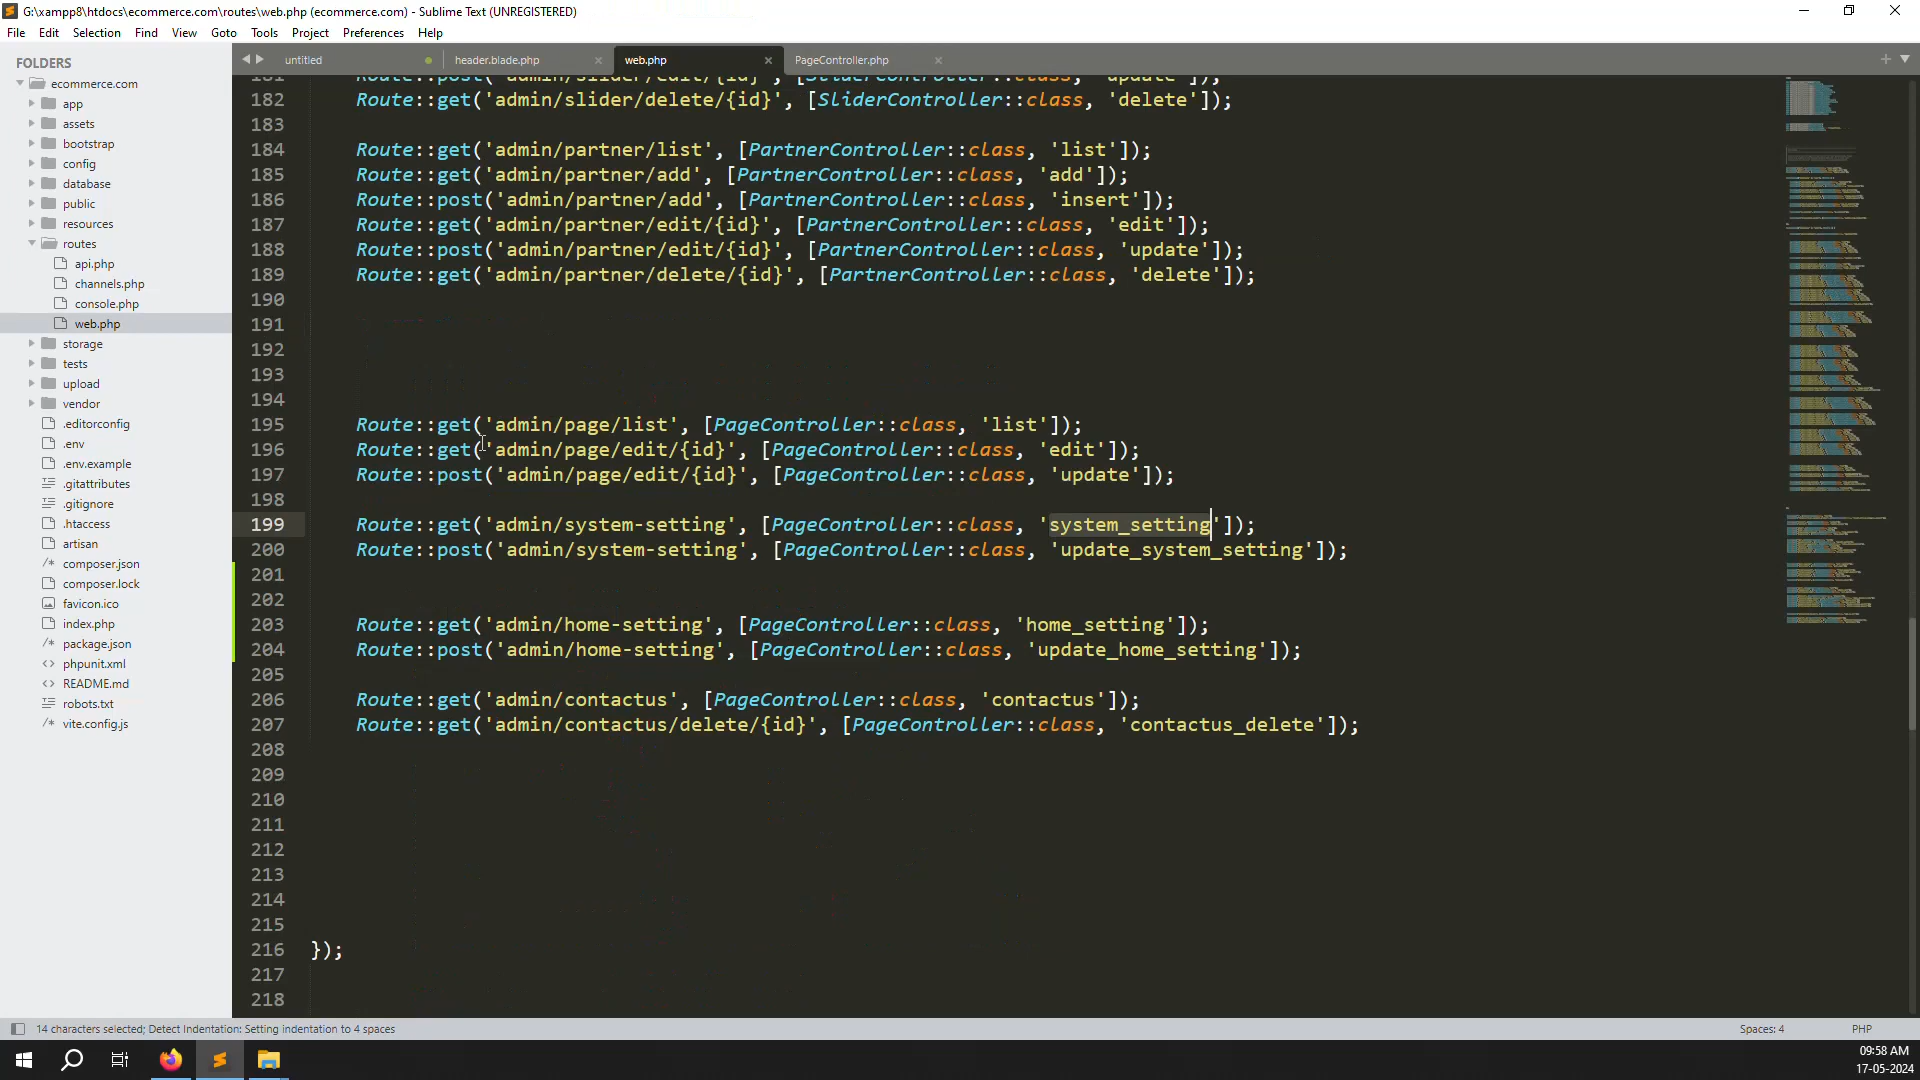 G:\xampp8\htdocs\ecommerce.com\routes\web.php (ecommerce.com) - Sublime Text (UNREGISTERED)
File Edit Selection Find View Goto Tools Project Preferences Help
FOLDERS
ecommerce.com
app
assets
bootstrap
config
database
public
resources
routes
api.php
channels.php
console.php
web.php
storage
tests
upload
vendor
.editorconfig
.env
.env.example
.gitattributes
.gitignore
.htaccess
artisan
composer.json
composer.lock
favicon.ico
index.php
package.json
phpunit.xml
README.md
robots.txt
vite.config.js
untitled header.blade.php web.php PageController.php
181 Route::post('admin/slider/edit/{id}', [SliderController::class, 'update']);
182 Route::get('admin/slider/delete/{id}', [SliderController::class, 'delete']);
183
184 Route::get('admin/partner/list', [PartnerController::class, 'list']);
185 Route::get('admin/partner/add', [PartnerController::class, 'add']);
186 Route::post('admin/partner/add', [PartnerController::class, 'insert']);
187 Route::get('admin/partner/edit/{id}', [PartnerController::class, 'edit']);
188 Route::post('admin/partner/edit/{id}', [PartnerController::class, 'update']);
189 Route::get('admin/partner/delete/{id}', [PartnerController::class, 'delete']);
190
191
192
193
194
195 Route::get('admin/page/list', [PageController::class, 'list']);
196 Route::get('admin/page/edit/{id}', [PageController::class, 'edit']);
197 Route::post('admin/page/edit/{id}', [PageController::class, 'update']);
198
199 Route::get('admin/system-setting', [PageController::class, 'system_setting']);
200 Route::post('admin/system-setting', [PageController::class, 'update_system_setting']);
201
202
203 Route::get('admin/home-setting', [PageController::class, 'home_setting']);
204 Route::post('admin/home-setting', [PageController::class, 'update_home_setting']);
205
206 Route::get('admin/contactus', [PageController::class, 'contactus']);
207 Route::get('admin/contactus/delete/{id}', [PageController::class, 'contactus_delete']);
208
209
210
211
212
213
214
215
216 });
217
218
14 characters selected; Detect Indentation: Setting indentation to 4 spaces Spaces: 4 PHP
09:58 AM
17-05-2024